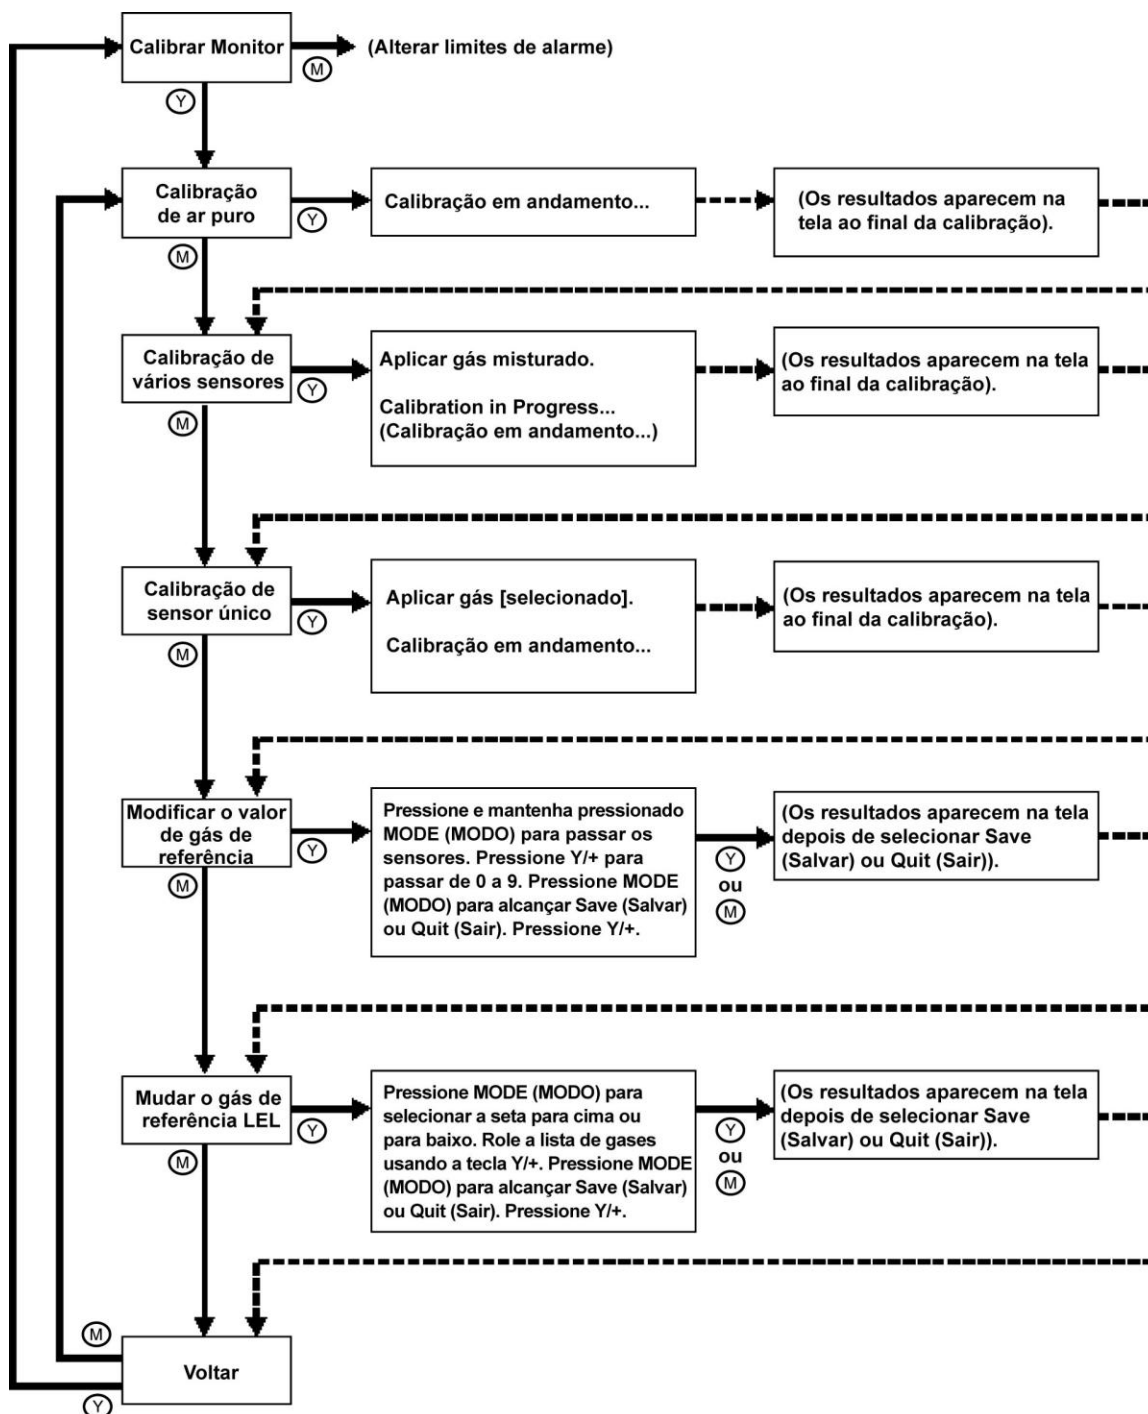 Calibrar Monitor
M
(Alterar limites de alarme)
Y
Calibração
de ar puro
Y
Calibração em andamento...
(Os resultados aparecem na
tela ao final da calibração).
M
Calibração de
vários sensores
Y
Aplicar gás misturado.
Calibration in Progress...
(Calibração em andamento...)
(Os resultados aparecem na tela
ao final da calibração).
M
Calibração de
sensor único
Y
Aplicar gás [selecionado].
Calibração em andamento...
(Os resultados aparecem na tela
ao final da calibração).
M
Modificar o valor
de gás de
referência
Y
Pressione e mantenha pressionado
MODE (MODO) para passar os
sensores. Pressione Y/+ para
passar de 0 a 9. Pressione MODE
(MODO) para alcançar Save (Salvar)
ou Quit (Sair). Pressione Y/+.
Y
ou
M
(Os resultados aparecem na tela
depois de selecionar Save
(Salvar) ou Quit (Sair)).
M
Mudar o gás de
referência LEL
Y
Pressione MODE (MODO) para
selecionar a seta para cima ou
para baixo. Role a lista de gases
usando a tecla Y/+. Pressione MODE
(MODO) para alcançar Save (Salvar)
ou Quit (Sair). Pressione Y/+.
Y
ou
M
(Os resultados aparecem na tela
depois de selecionar Save
(Salvar) ou Quit (Sair)).
M
M
Voltar
Y